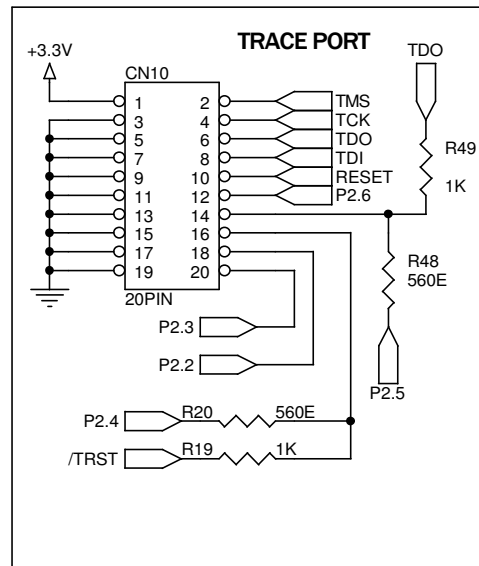 TRACE PORT
+3.3V
TDO
CN10
1 2 TMS
3 4 TCK
5 6 TDO
7 8 TDI
9 10 RESET
11 12 P2.6
13 14
15 16
17 18
19 20
20PIN
R49
1K
R48
560E
P2.3
P2.2
P2.5
P2.4 R20 560E
/TRST R19 1K